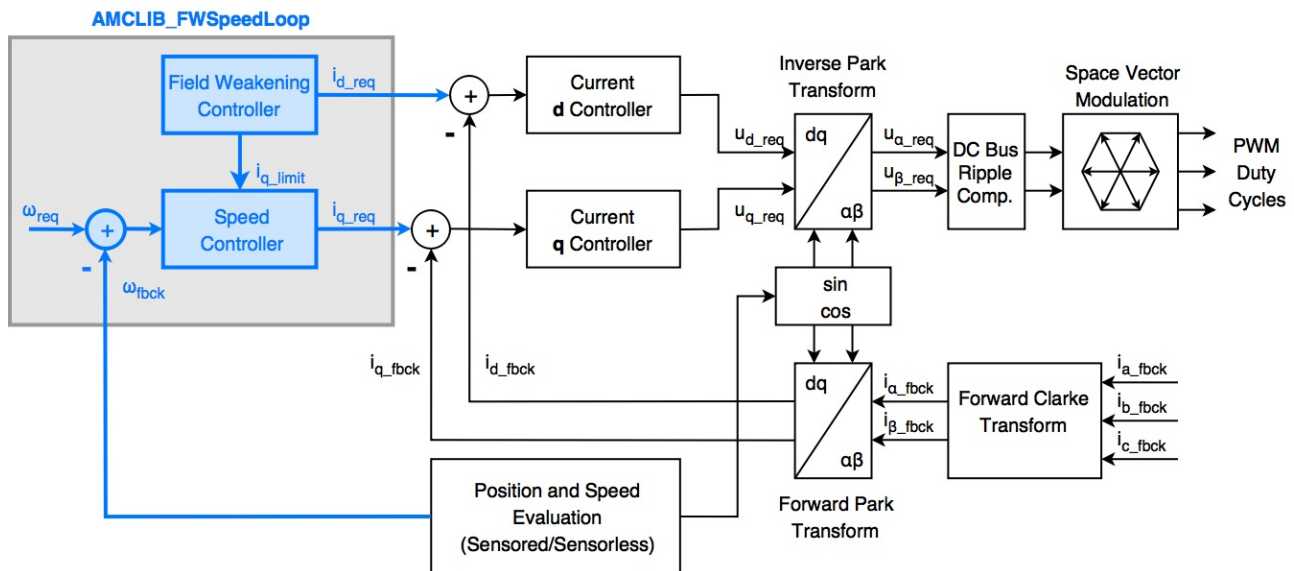 AMCLIB_FWSpeedLoop
Field Weakening
Controller
i_d_req
i_q_limit
ω_req
+
-
Speed
Controller
i_q_req
ω_fbck
+
-
Current
d Controller
u_d_req
+
-
Current
q Controller
u_q_req
Inverse Park
Transform
dq
αβ
u_α_req
u_β_req
DC Bus
Ripple
Comp.
Space Vector
Modulation
PWM
Duty
Cycles
sin
cos
i_q_fbck
i_d_fbck
dq
αβ
Forward Park
Transform
i_α_fbck
i_β_fbck
Forward Clarke
Transform
i_a_fbck
i_b_fbck
i_c_fbck
Position and Speed
Evaluation
(Sensored/Sensorless)